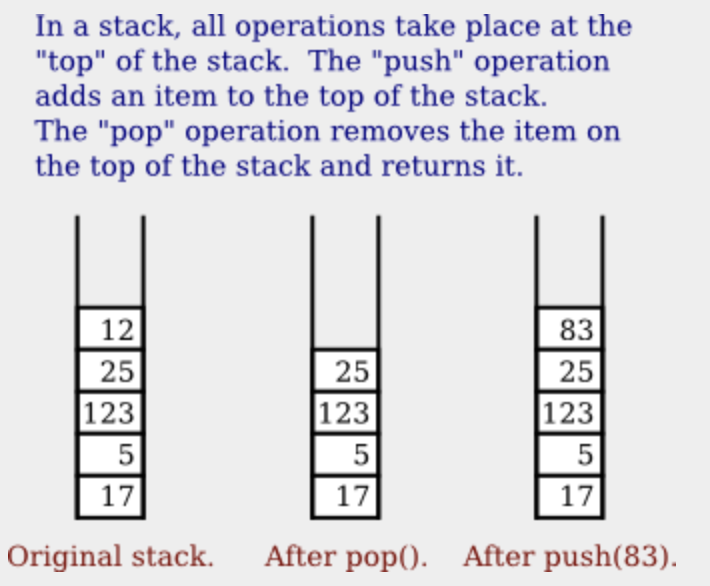 In a stack, all operations take place at the
"top" of the stack.  The "push" operation
adds an item to the top of the stack.
The "pop" operation removes the item on
the top of the stack and returns it.
12
25
123
5
17
Original stack.
25
123
5
17
After pop().
83
25
123
5
17
After push(83).